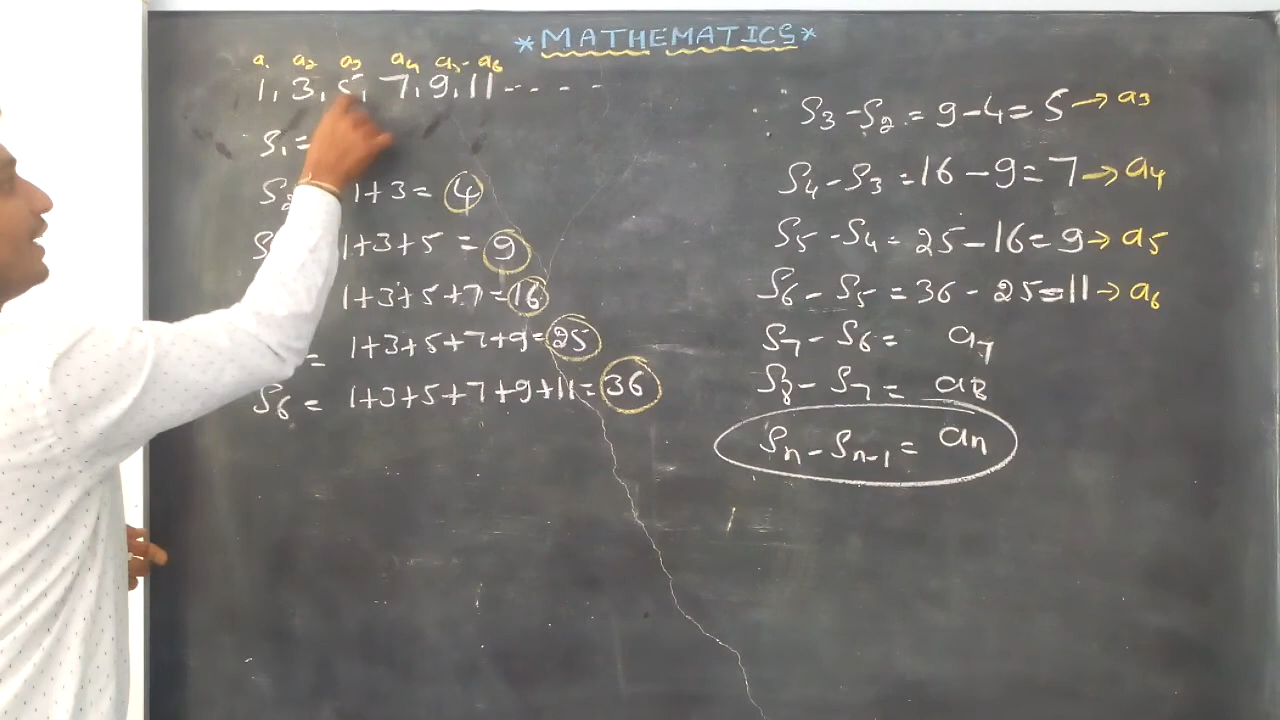 *MATHEMATICS*
a₁ a₂ a₃ a₄ a₅ a₆
1, 3, 5, 7, 9, 11 - - - -
S₁ =
S₂ 1+3 = 4
S 1+3+5 = 9
1+3+5+7 = 16
= 1+3+5+7+9 = 25
S₆ = 1+3+5+7+9+11 = 36
S₃ - S₂ = 9 - 4 = 5 → a₃
S₄ - S₃ = 16 - 9 = 7 → a₄
S₅ - S₄ = 25 - 16 = 9 → a₅
S₆ - S₅ = 36 - 25 = 11 → a₆
S₇ - S₆ = a₇
S₈ - S₇ = a₈
Sₙ - Sₙ₋₁ = aₙ